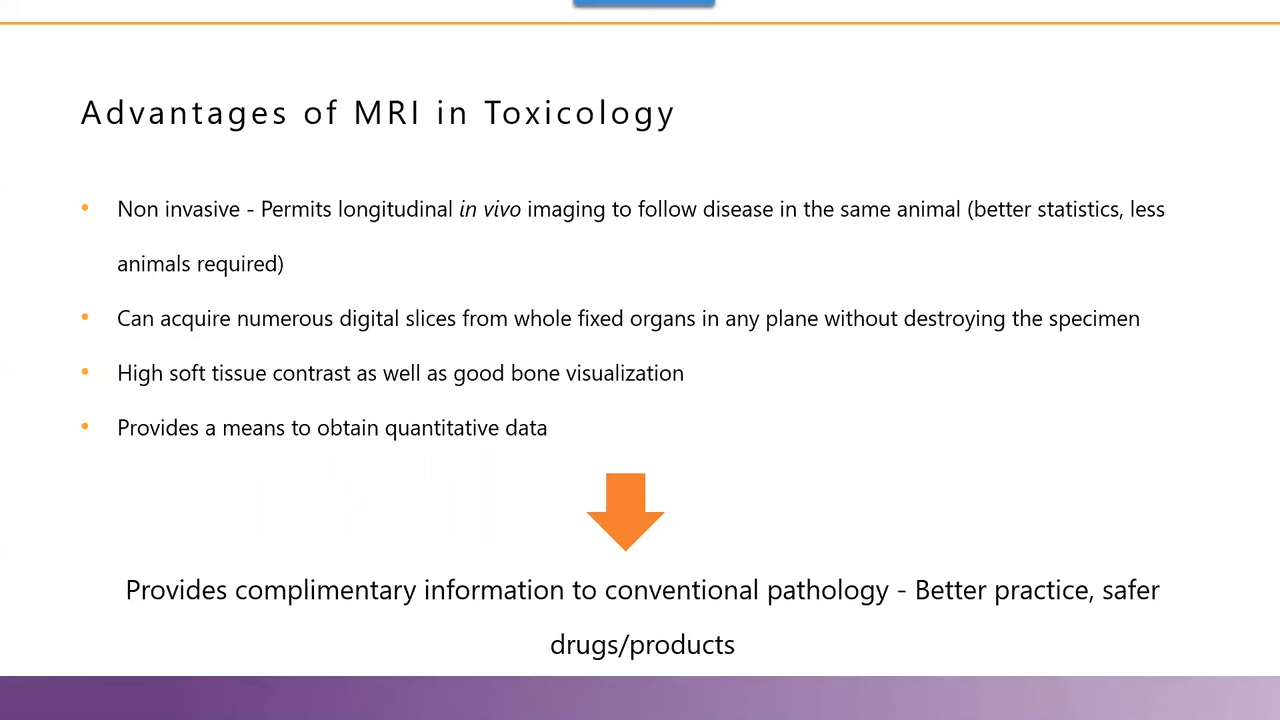 Advantages of MRI in Toxicology
• Non invasive - Permits longitudinal in vivo imaging to follow disease in the same animal (better statistics, less
animals required)
• Can acquire numerous digital slices from whole fixed organs in any plane without destroying the specimen
• High soft tissue contrast as well as good bone visualization
• Provides a means to obtain quantitative data
Provides complimentary information to conventional pathology - Better practice, safer
drugs/products